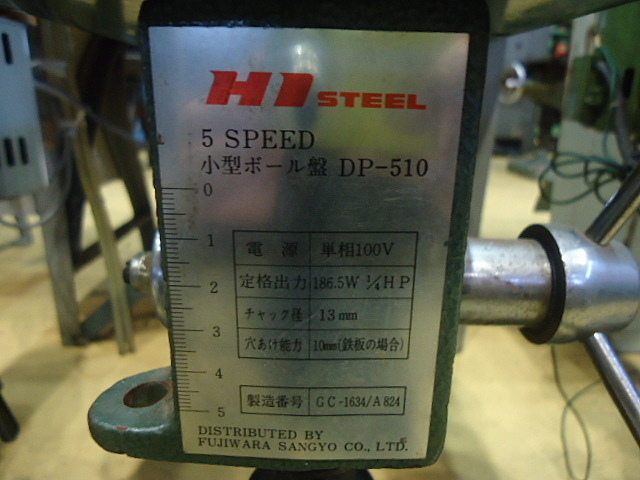 HI STEEL
5 SPEED
小型ボール盤 DP-510
0
1
2
3
4
5
電源 単相100V
定格出力 186.5W ¼HP
チャック径 13mm
穴あけ能力 10mm(鉄板の場合)
製造番号 GC-1634/A824
DISTRIBUTED BY
FUJIWARA SANGYO CO., LTD.